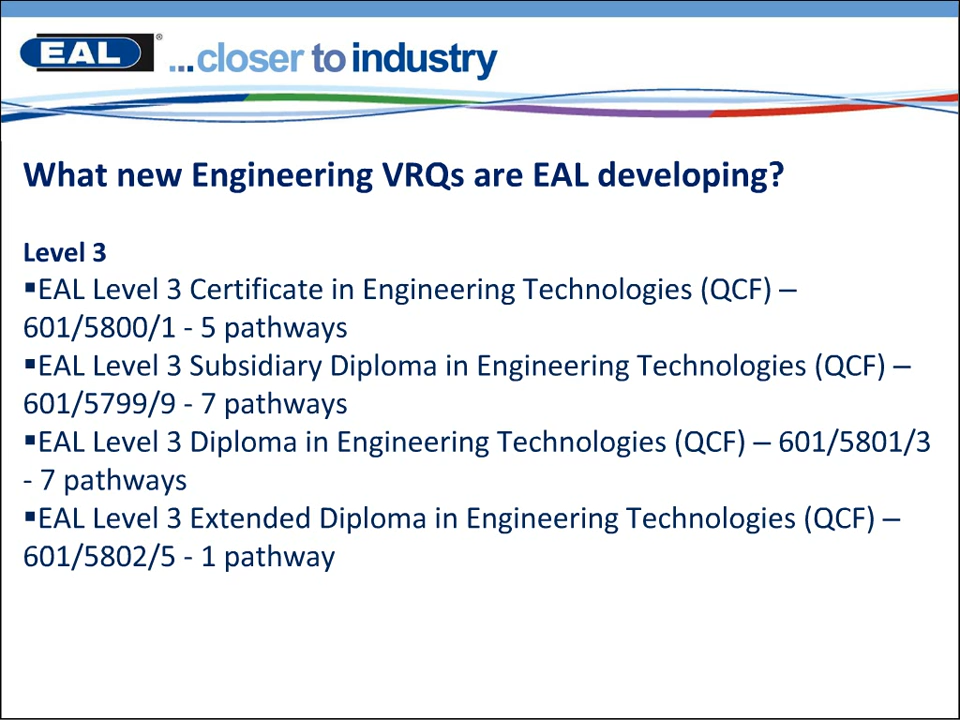 EAL®
...closer to industry
What new Engineering VRQs are EAL developing?
Level 3
▪EAL Level 3 Certificate in Engineering Technologies (QCF) –
601/5800/1 - 5 pathways
▪EAL Level 3 Subsidiary Diploma in Engineering Technologies (QCF) –
601/5799/9 - 7 pathways
▪EAL Level 3 Diploma in Engineering Technologies (QCF) – 601/5801/3
- 7 pathways
▪EAL Level 3 Extended Diploma in Engineering Technologies (QCF) –
601/5802/5 - 1 pathway